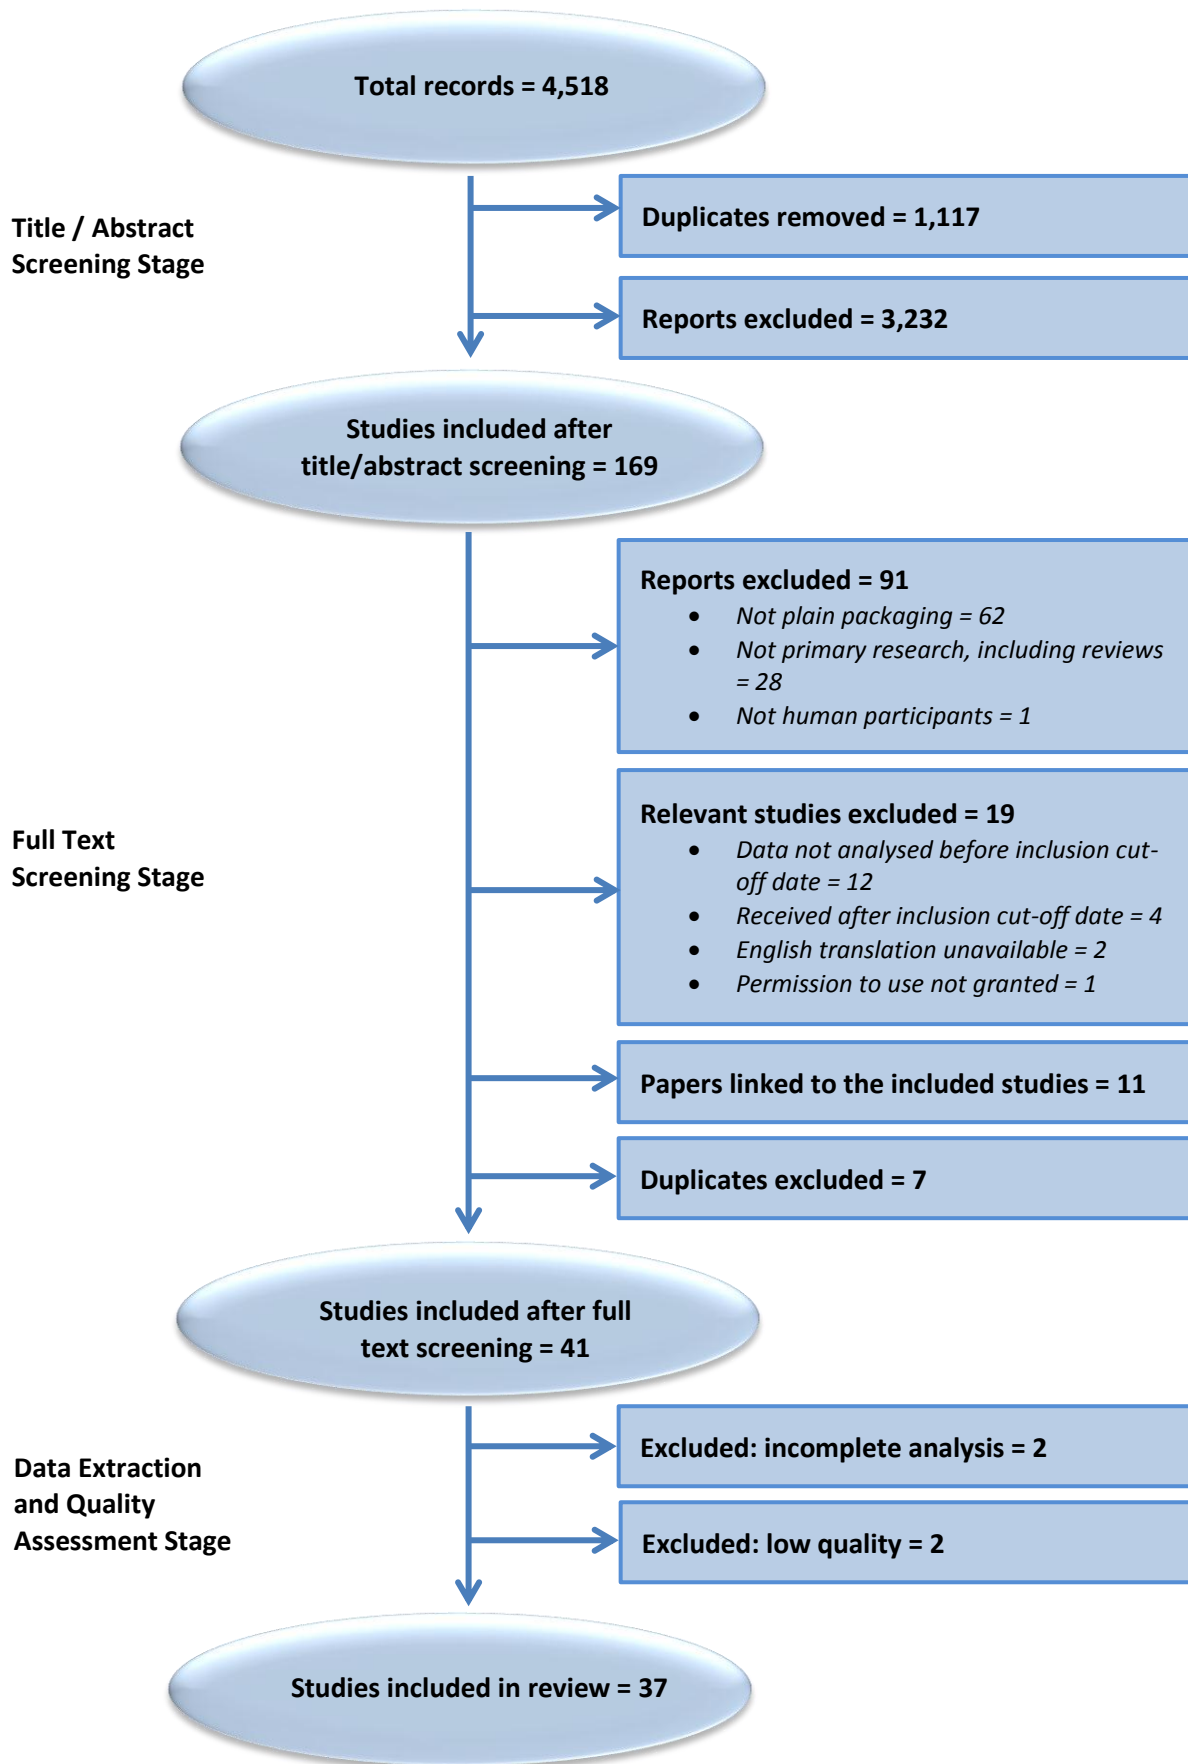 Total records = 4,518
Title / Abstract
Screening Stage
Duplicates removed = 1,117
Reports excluded = 3,232
Studies included after
title/abstract screening = 169
Full Text
Screening Stage
Reports excluded = 91
• Not plain packaging = 62
• Not primary research, including reviews
= 28
• Not human participants = 1
Relevant studies excluded = 19
• Data not analysed before inclusion cut-
off date = 12
• Received after inclusion cut-off date = 4
• English translation unavailable = 2
• Permission to use not granted = 1
Papers linked to the included studies = 11
Duplicates excluded = 7
Studies included after full
text screening = 41
Data Extraction
and Quality
Assessment Stage
Excluded: incomplete analysis = 2
Excluded: low quality = 2
Studies included in review = 37